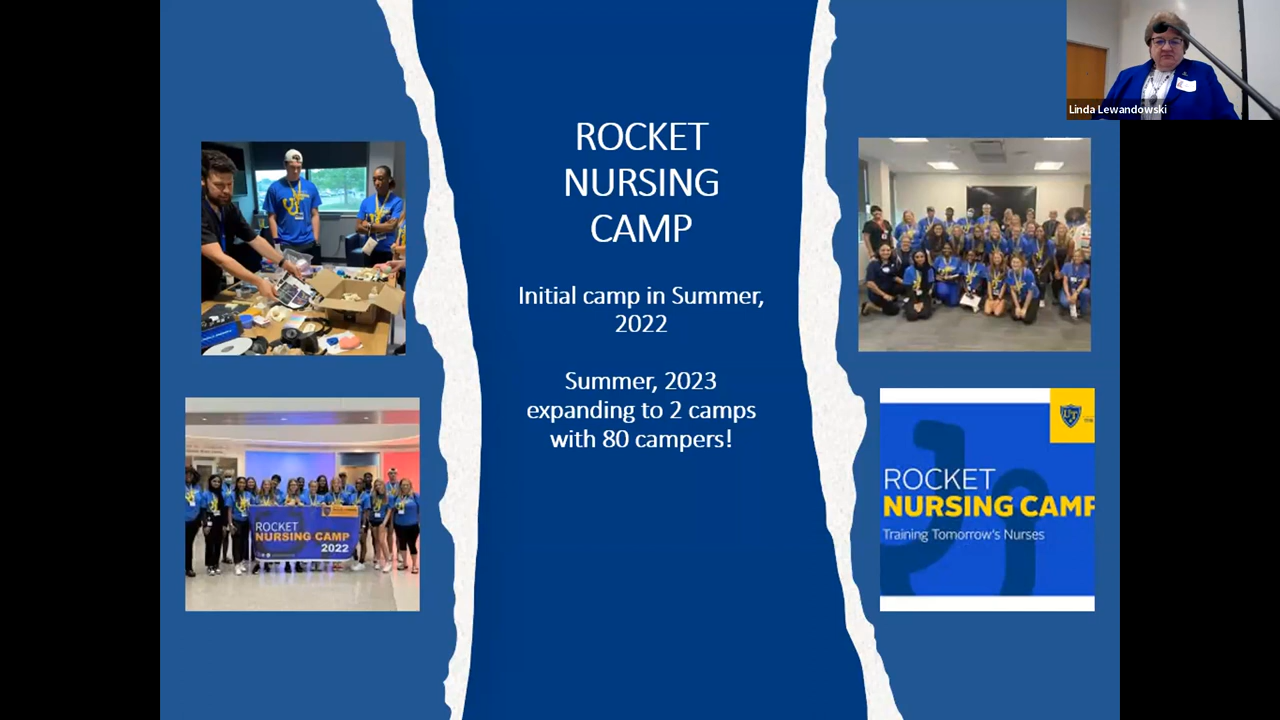 ROCKET
NURSING
CAMP
Initial camp in Summer,
2022
Summer, 2023
expanding to 2 camps
with 80 campers!
Linda Lewandowski
ROCKET
NURSING CAMP
2022
UT
ROCKET
NURSING CAMP
Training Tomorrow's Nurses